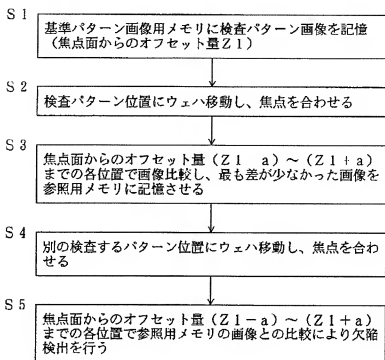 S1
基準パターン画像用メモリに検査パターン画像を記憶
(焦点面からのオフセット量Z1)
S2
検査パターン位置にウェハ移動し、焦点を合わせる
S3
焦点面からのオフセット量(Z1 a)~(Z1+a)
までの各位置で画像比較し、最も差が少なかった画像を
参照用メモリに記憶させる
S4
別の検査するパターン位置にウェハ移動し、焦点を合わ
せる
S5
焦点面からのオフセット量(Z1-a)~(Z1+a)
までの各位置で参照用メモリの画像との比較により欠陥
検出を行う